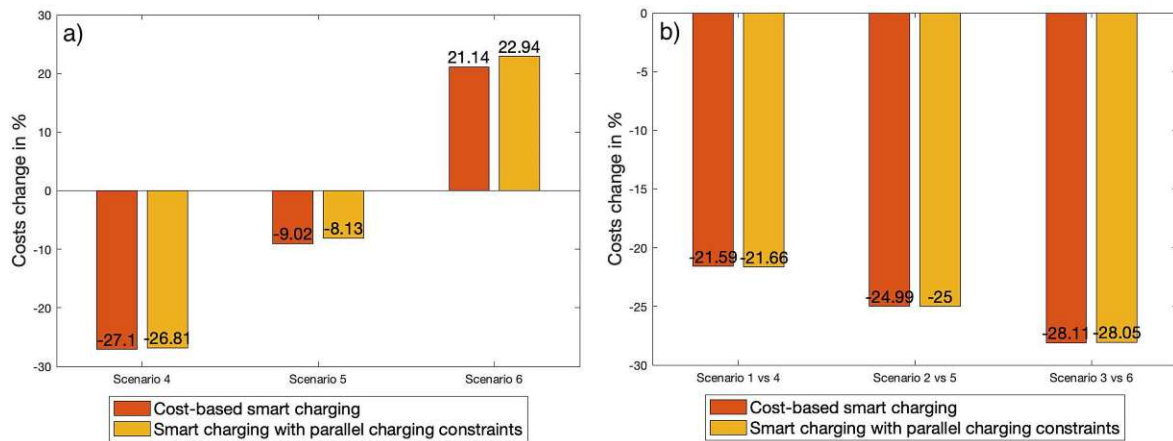 a)
Costs change in %
30
20
10
0
-10
-20
-30
21.14
22.94
-9.02
-8.13
-27.1
-26.81
Scenario 4
Scenario 5
Scenario 6
Cost-based smart charging
Smart charging with parallel charging constraints
b)
Costs change in %
0
-5
-10
-15
-20
-25
-30
-21.59
-21.66
-24.99
-25
-28.11
-28.05
Scenario 1 vs 4
Scenario 2 vs 5
Scenario 3 vs 6
Cost-based smart charging
Smart charging with parallel charging constraints